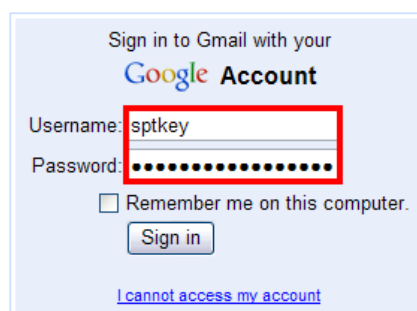 Sign in to Gmail with your
Google Account
Username: sptkey
Password: •••••••••••••••••
Remember me on this computer.
Sign in
I cannot access my account